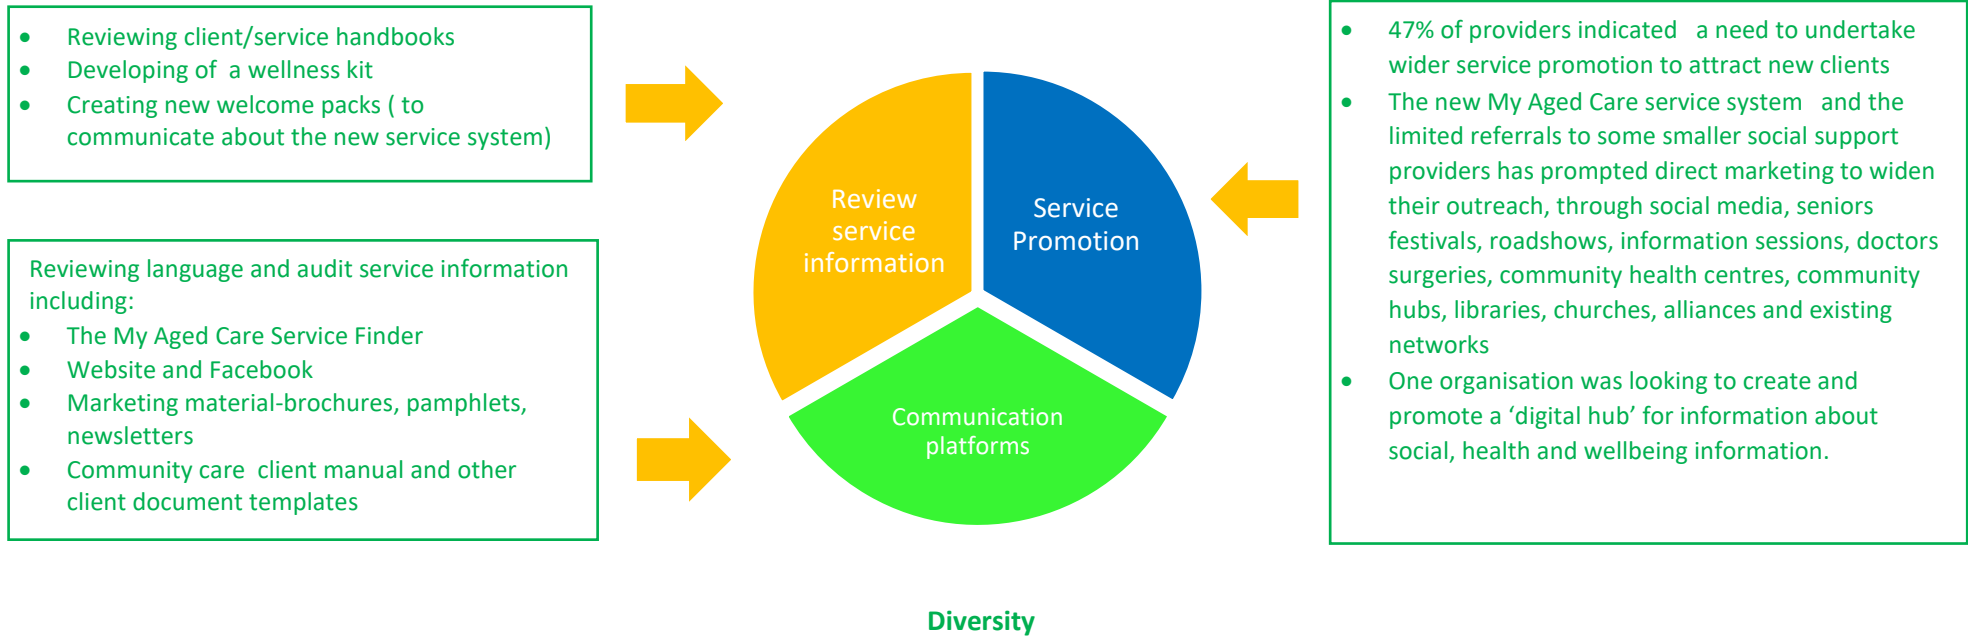 • Reviewing client/service handbooks
• Developing of  a wellness kit
• Creating new welcome packs ( to
communicate about the new service system)
Reviewing language and audit service information
including:
• The My Aged Care Service Finder
• Website and Facebook
• Marketing material-brochures, pamphlets,
newsletters
• Community care  client manual and other
client document templates
Review
service
information
Service
Promotion
Communication
platforms
• 47% of providers indicated   a need to undertake
wider service promotion to attract new clients
• The new My Aged Care service system   and the
limited referrals to some smaller social support
providers has prompted direct marketing to widen
their outreach, through social media, seniors
festivals, roadshows, information sessions, doctors
surgeries, community health centres, community
hubs, libraries, churches, alliances and existing
networks
• One organisation was looking to create and
promote a ‘digital hub’ for information about
social, health and wellbeing information.
Diversity